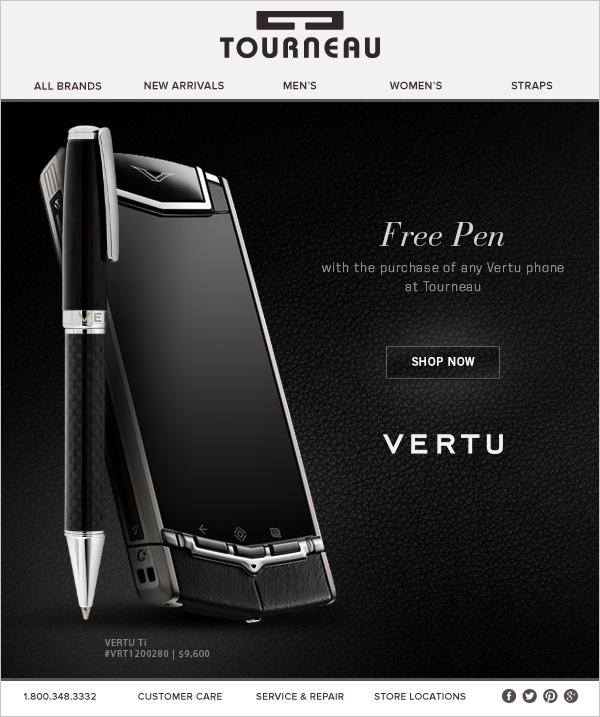 TOURNEAU
ALL BRANDS NEW ARRIVALS MEN'S WOMEN'S STRAPS
Free Pen
with the purchase of any Vertu phone
at Tourneau
SHOP NOW
VERTU
VE
VERTU Ti
#VRT1200280 | $9,600
1.800.348.3332 CUSTOMER CARE SERVICE & REPAIR STORE LOCATIONS